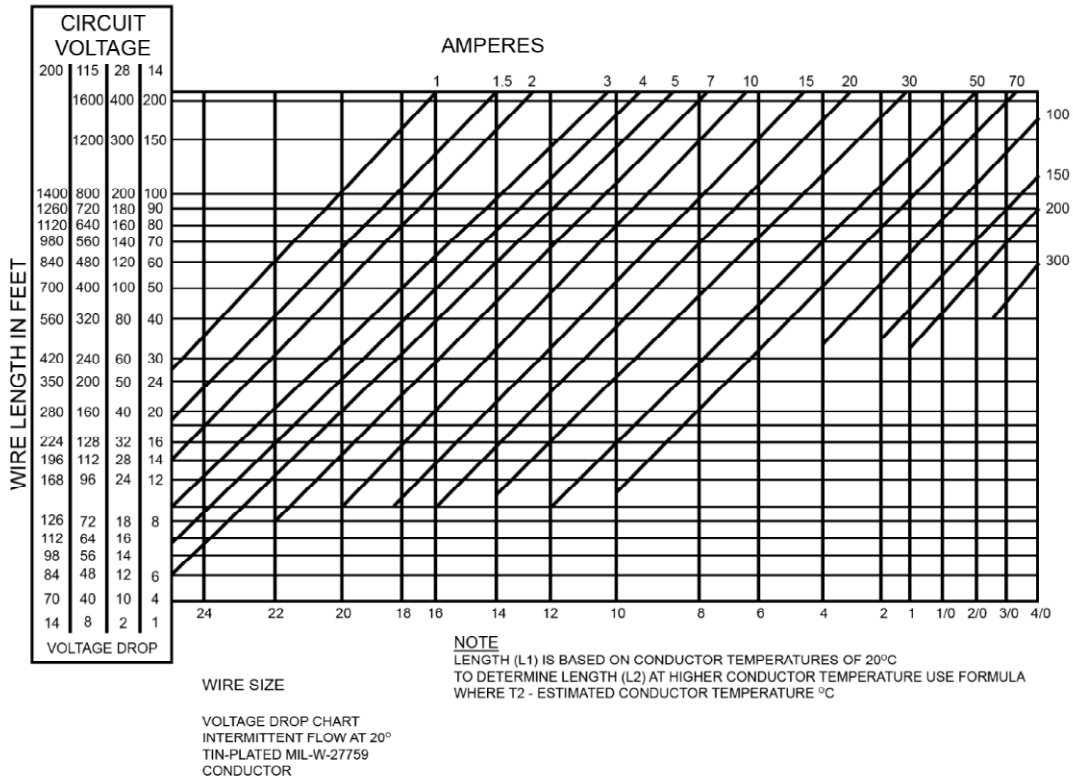 CIRCUIT
VOLTAGE
AMPERES
200 115 28 14
1 1.5 2 3 4 5 7 10 15 20 30 50 70
1600 400 200
100
1200 300 150
150
1400 800 200 100
1260 720 180 90
200
1120 640 160 80
980 560 140 70
840 480 120 60
300
700 400 100 50
560 320 80 40
420 240 60 30
350 200 50 24
280 160 40 20
224 128 32 16
196 112 28 14
168 96 24 12
126 72 18 8
112 64 16
98 56 14
84 48 12 6
70 40 10 4
14 8 2 1
WIRE LENGTH IN FEET
24 22 20 18 16 14 12 10 8 6 4 2 1 1/0 2/0 3/0 4/0
VOLTAGE DROP
NOTE
LENGTH (L1) IS BASED ON CONDUCTOR TEMPERATURES OF 20°C
TO DETERMINE LENGTH (L2) AT HIGHER CONDUCTOR TEMPERATURE USE FORMULA
WHERE T2 - ESTIMATED CONDUCTOR TEMPERATURE °C
WIRE SIZE
VOLTAGE DROP CHART
INTERMITTENT FLOW AT 20°
TIN-PLATED MIL-W-27759
CONDUCTOR